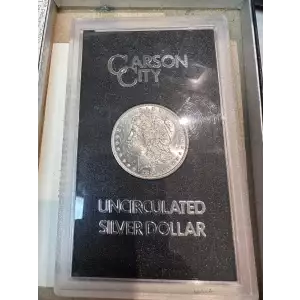 CARSON
CITY
UNCIRCULATED
SILVER DOLLAR